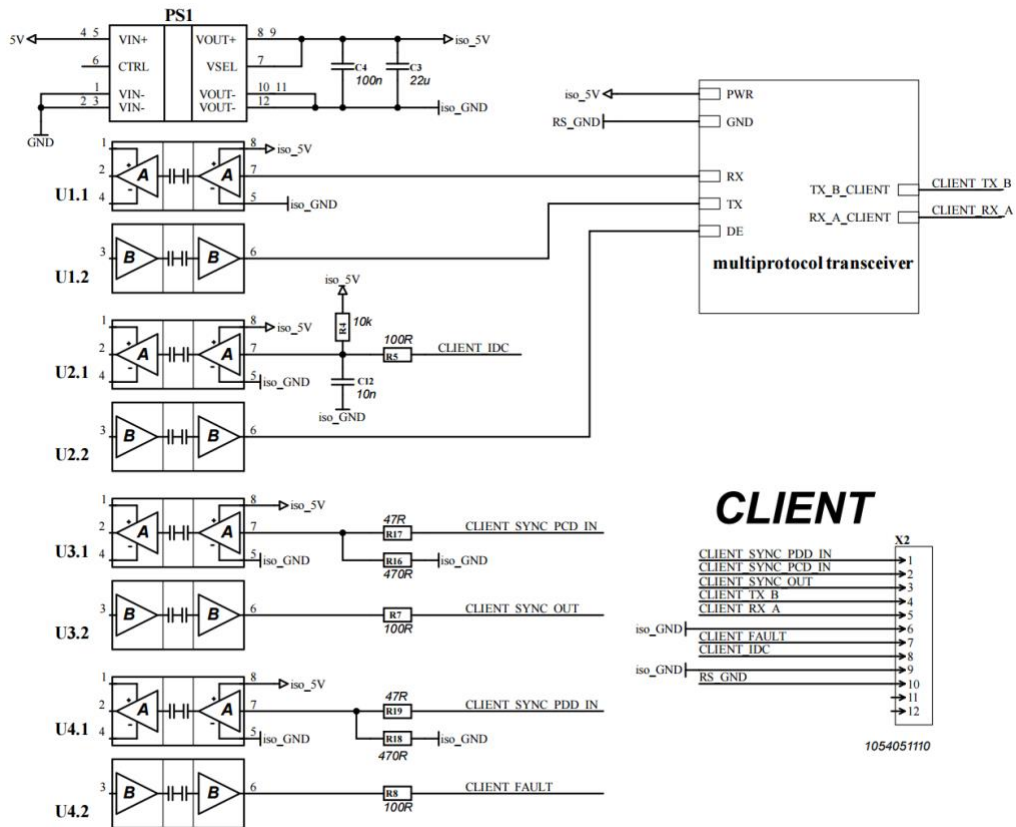 PS1
5V 4 5 VIN+ VOUT+ 8 9 iso_5V
6 CTRL VSEL 7
C4 100n
C3 22u
1 VIN- VOUT- 10 11
2 3 VIN- VOUT- 12 iso_GND
GND
iso_5V PWR
RS_GND GND
RX
TX
DE
TX_B_CLIENT CLIENT_TX_B
RX_A_CLIENT CLIENT_RX_A
multiprotocol transceiver
U1.1
1 8 iso_5V
2 + A + A 7
4 - - 5 iso_GND
U1.2
3 B B 6
iso_5V
R4 10k
U2.1
1 8 iso_5V
2 + A + A 7
100R
R5
CLIENT_IDC
4 - - 5 iso_GND
C12
10n
iso_GND
U2.2
3 B B 6
U3.1
1 8 iso_5V
2 + A + A 7
47R
R17
CLIENT_SYNC_PCD_IN
4 - - 5 iso_GND
R16 iso_GND
470R
U3.2
3 B B 6
R7
100R
CLIENT_SYNC_OUT
U4.1
1 8 iso_5V
2 + A + A 7
47R
R19
CLIENT_SYNC_PDD_IN
4 - - 5 iso_GND
R18 iso_GND
470R
U4.2
3 B B 6
R8
100R
CLIENT_FAULT
CLIENT
X2
CLIENT_SYNC_PDD_IN 1
CLIENT_SYNC_PCD_IN 2
CLIENT_SYNC_OUT 3
CLIENT_TX_B 4
CLIENT_RX_A 5
iso_GND 6
CLIENT_FAULT 7
CLIENT_IDC 8
iso_GND 9
RS_GND 10
11
12
1054051110